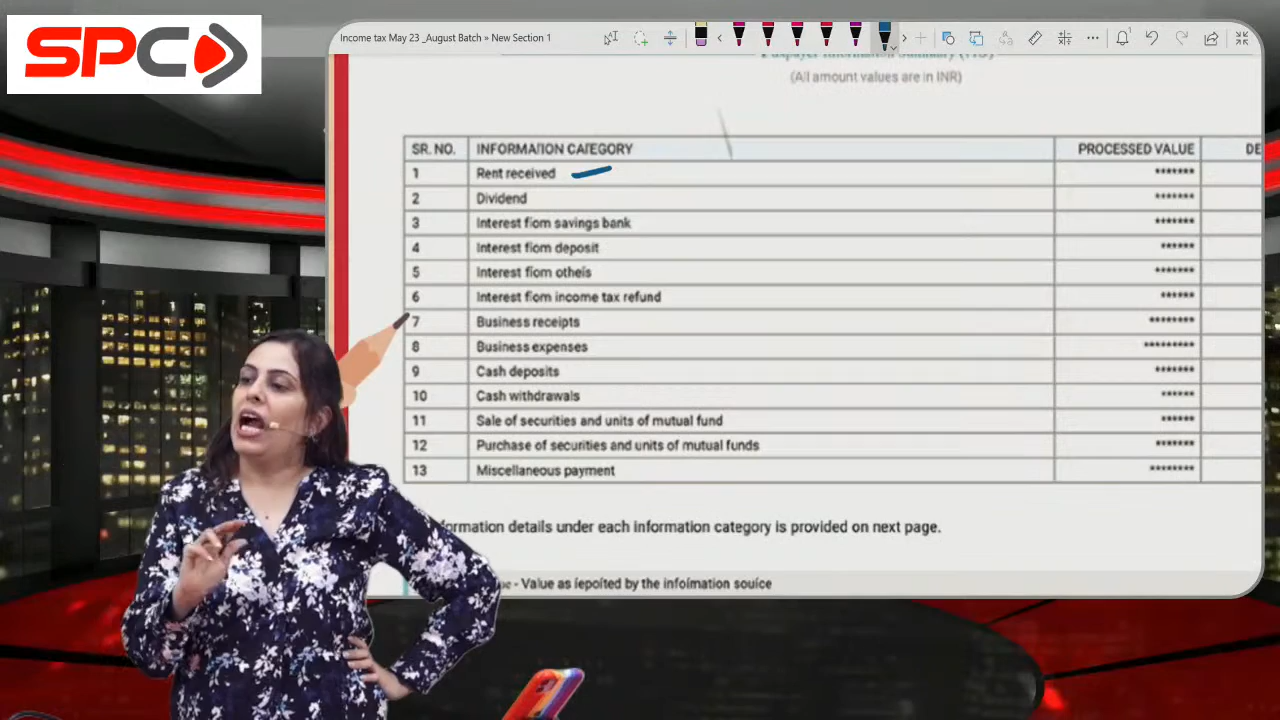 SPC
Income tax May 23 _August Batch » New Section 1
Taxpayer Information Summary (TIS)
(All amount values are in INR)
SR. NO. INFORMATION CATEGORY PROCESSED VALUE DE
1 Rent received *******
2 Dividend *******
3 Interest fiom savings bank *******
4 Interest fiom deposit ******
5 Interest fiom otheis *******
6 Interest fiom income tax refund ******
7 Business receipts ********
8 Business expenses *********
9 Cash deposits *******
10 Cash withdrawals ******
11 Sale of securities and units of mutual fund ******
12 Purchase of securities and units of mutual funds *******
13 Miscellaneous payment ********
formation details under each information category is provided on next page.
- Value as iepoited by the infoimation souice